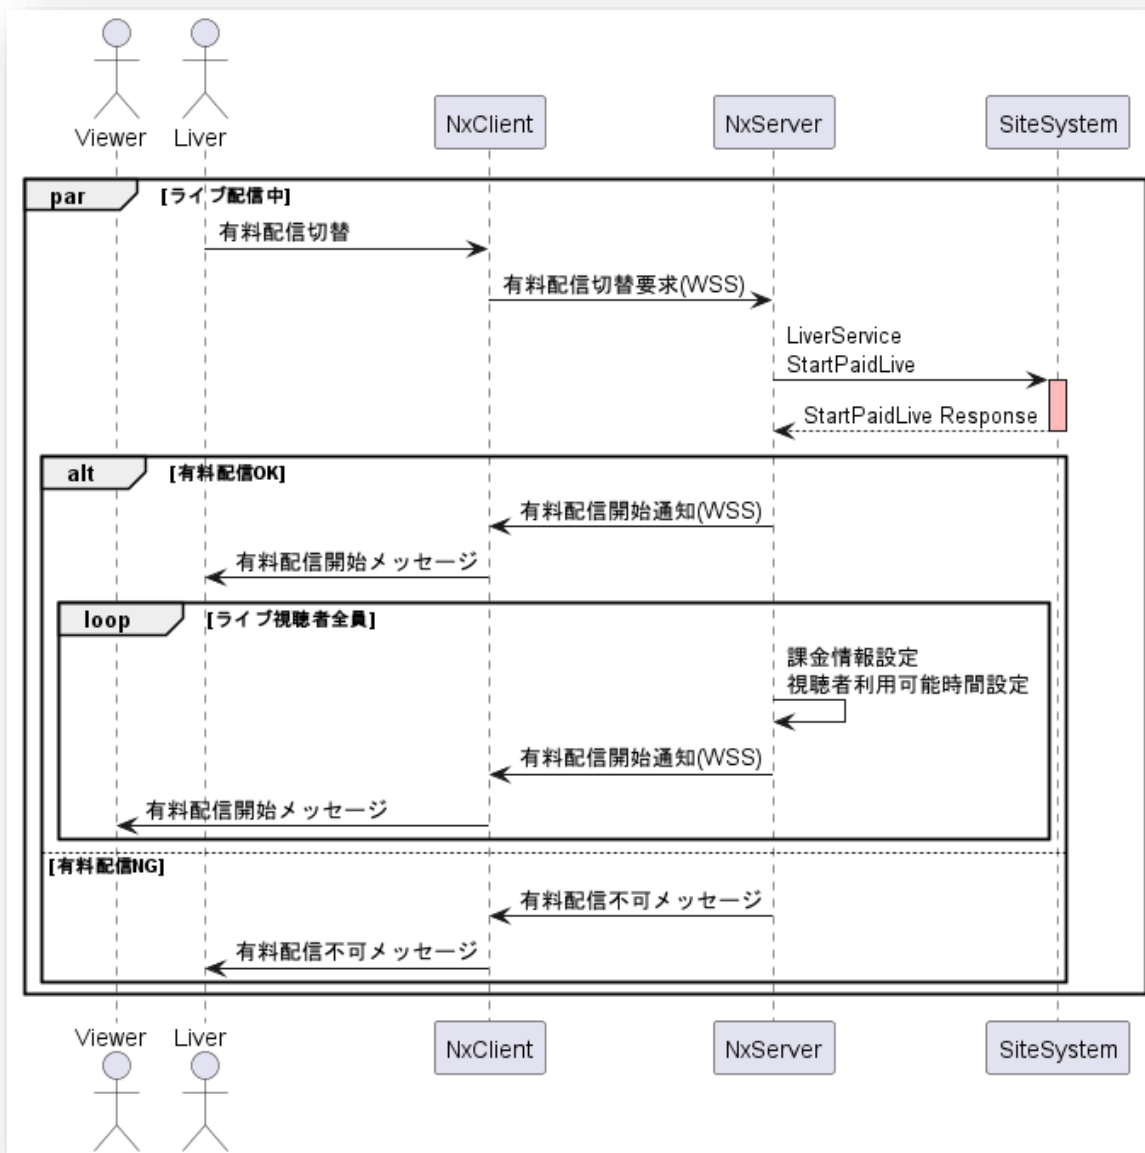 Viewer Liver
NxClient NxServer SiteSystem
par [ライブ配信中]
有料配信切替
有料配信切替要求(WSS)
LiverService
StartPaidLive
StartPaidLive Response
alt [有料配信OK]
有料配信開始通知(WSS)
有料配信開始メッセージ
loop [ライブ視聴者全員]
課金情報設定
視聴者利用可能時間設定
有料配信開始通知(WSS)
有料配信開始メッセージ
[有料配信NG]
有料配信不可メッセージ
有料配信不可メッセージ
Viewer Liver
NxClient NxServer SiteSystem